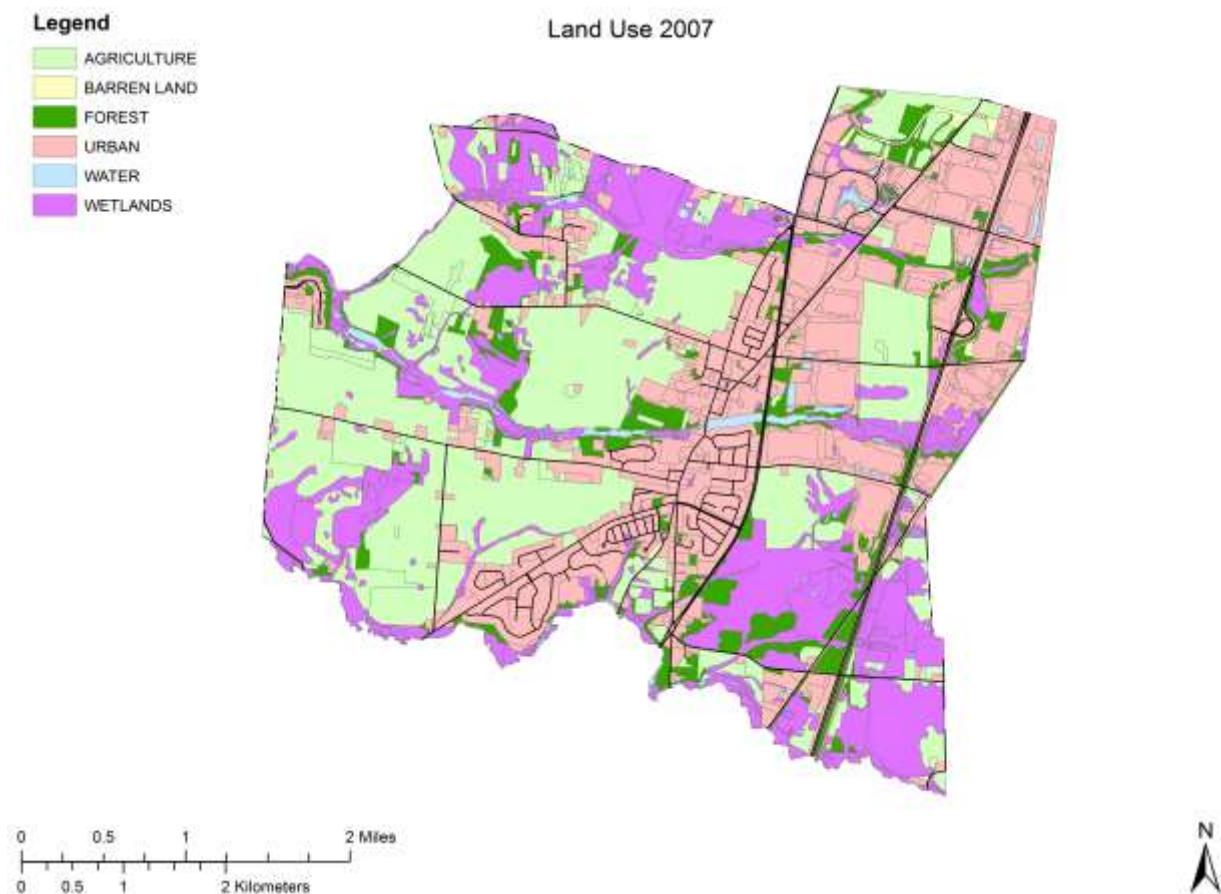 Legend
Land Use 2007
AGRICULTURE
BARREN LAND
FOREST
URBAN
WATER
WETLANDS
0 0.5 1 2 Miles
0 0.5 1 2 Kilometers
N